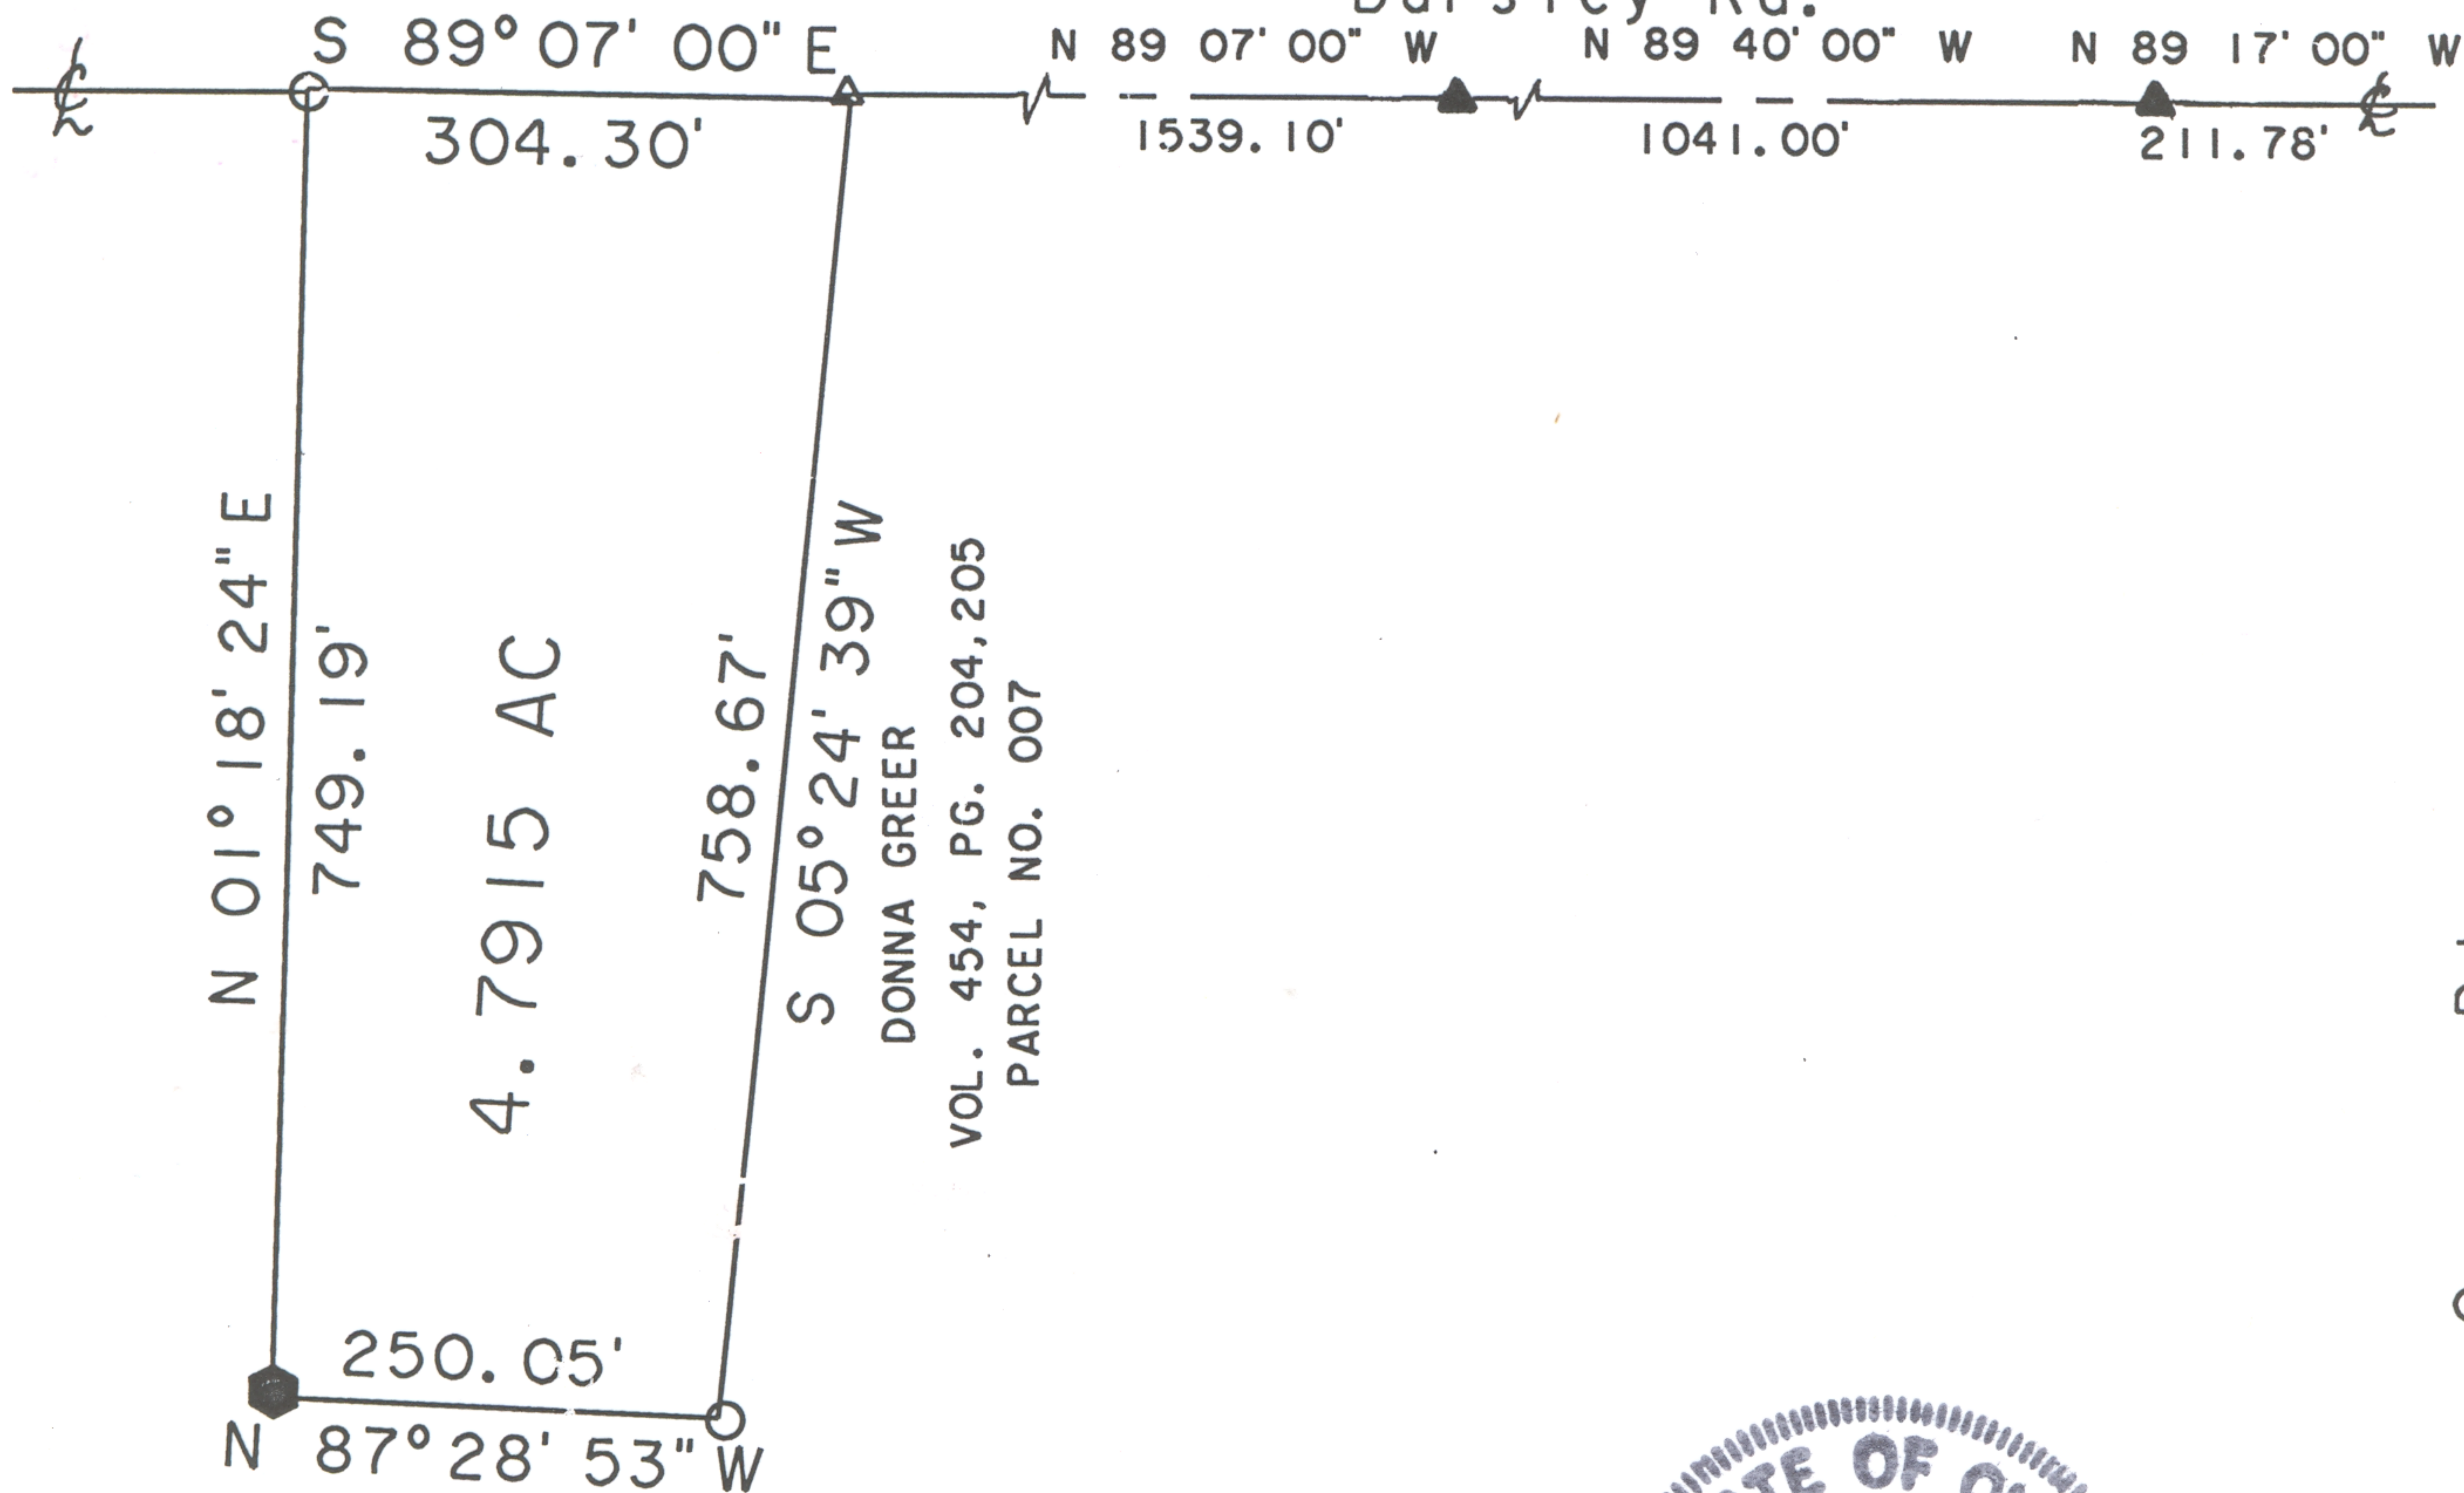 S 89° 07' 00" E
N 89 07' 00" W
N 89 40' 00" W
N 89 17' 00" W
304.30'
1539.10'
1041.00'
211.78'
N 01° 18' 24" E
749.19'
4.7915 AC
758.67'
S 05° 24' 39" W
DONNA GREER
VOL. 454, PG. 204,205
PARCEL NO. 007
250.05'
N 87° 28' 53" W
OF